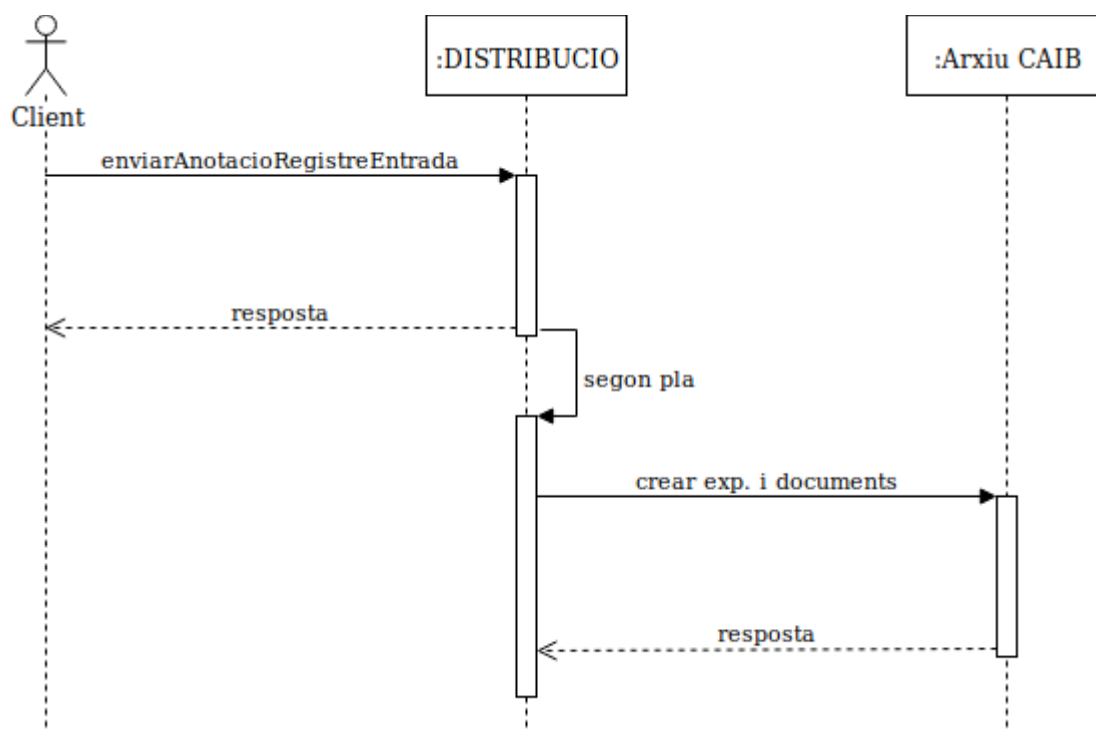 :DISTRIBUCIO
:Arxiu CAIB
Client
enviarAnotacioRegistreEntrada
resposta
segon pla
crear exp. i documents
resposta